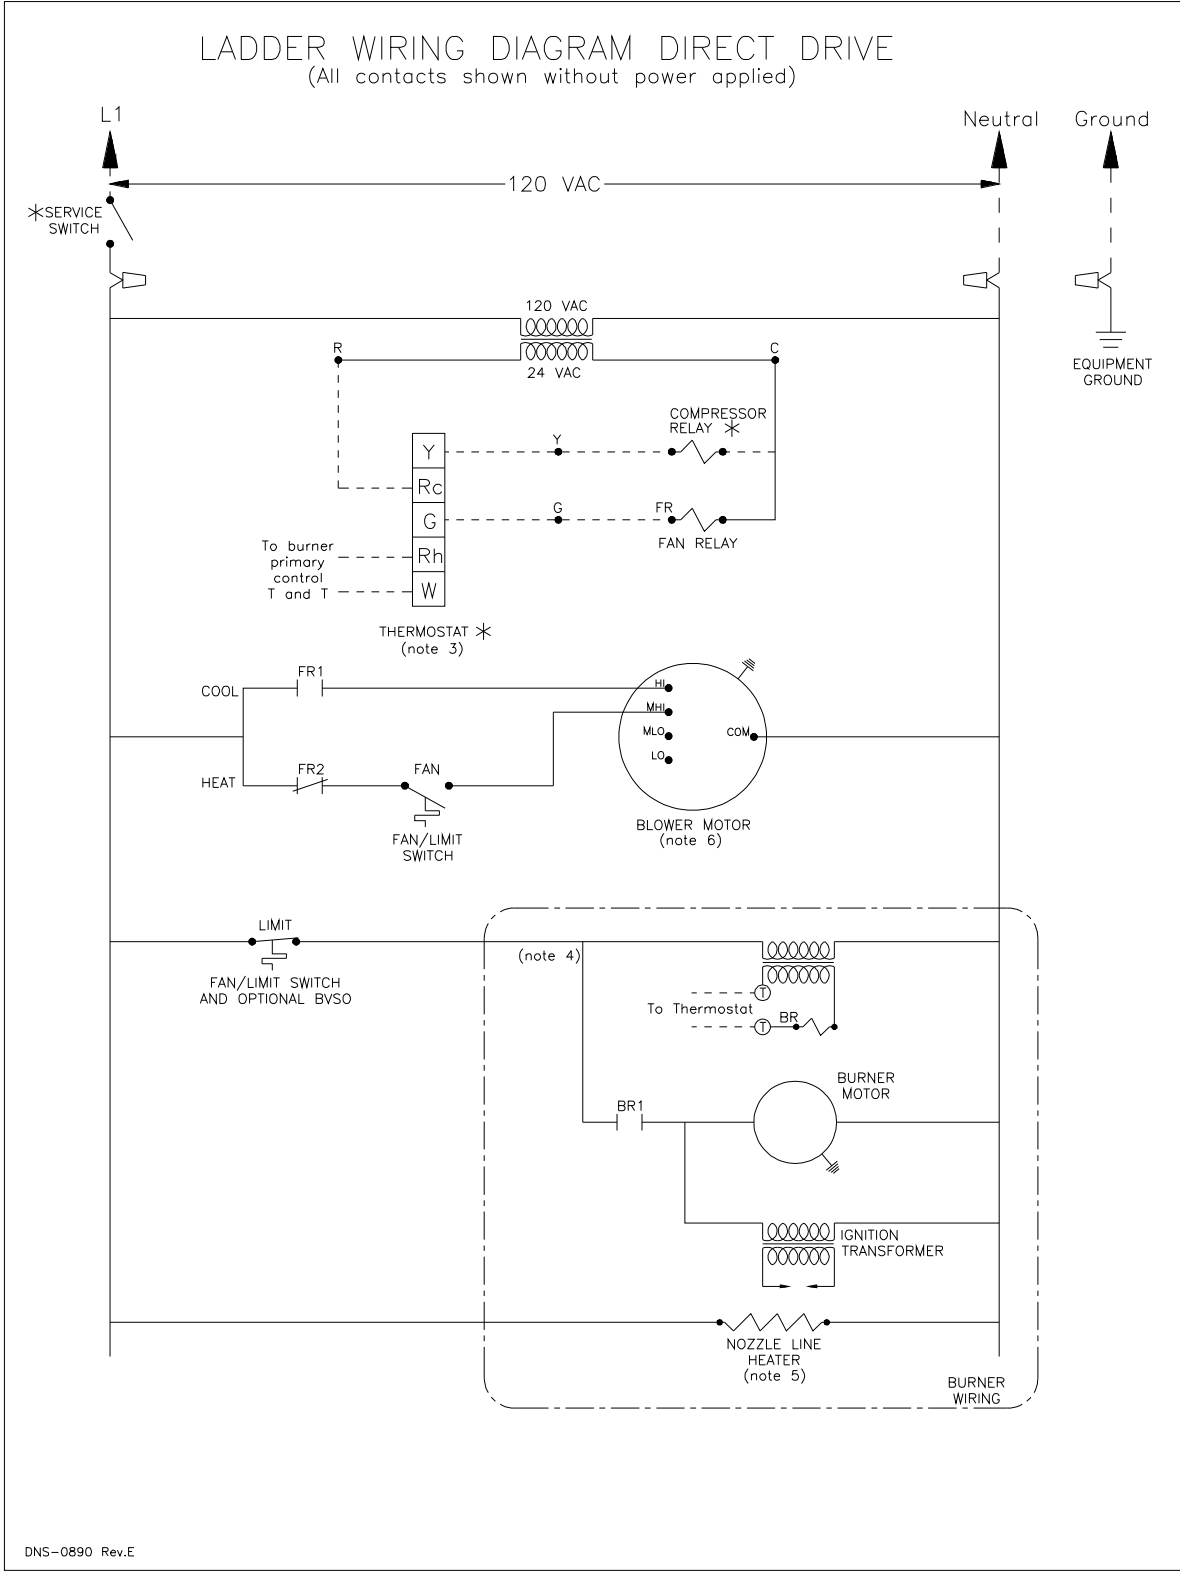 LADDER WIRING DIAGRAM DIRECT DRIVE
(All contacts shown without power applied)
L1
Neutral
Ground
120 VAC
*SERVICE
SWITCH
120 VAC
24 VAC
R
C
EQUIPMENT
GROUND
COMPRESSOR
RELAY *
Y
Y
Rc
G
G
FR
FAN RELAY
Rh
W
To burner
primary
control
T and T
THERMOSTAT *
(note 3)
COOL
FR1
HI
MHI
MLO
LO
COM
HEAT
FR2
FAN
FAN/LIMIT
SWITCH
BLOWER MOTOR
(note 6)
LIMIT
FAN/LIMIT SWITCH
AND OPTIONAL BVSO
(note 4)
T
To Thermostat
T
BR
BURNER
MOTOR
BR1
IGNITION
TRANSFORMER
NOZZLE LINE
HEATER
(note 5)
BURNER
WIRING
DNS-0890 Rev.E